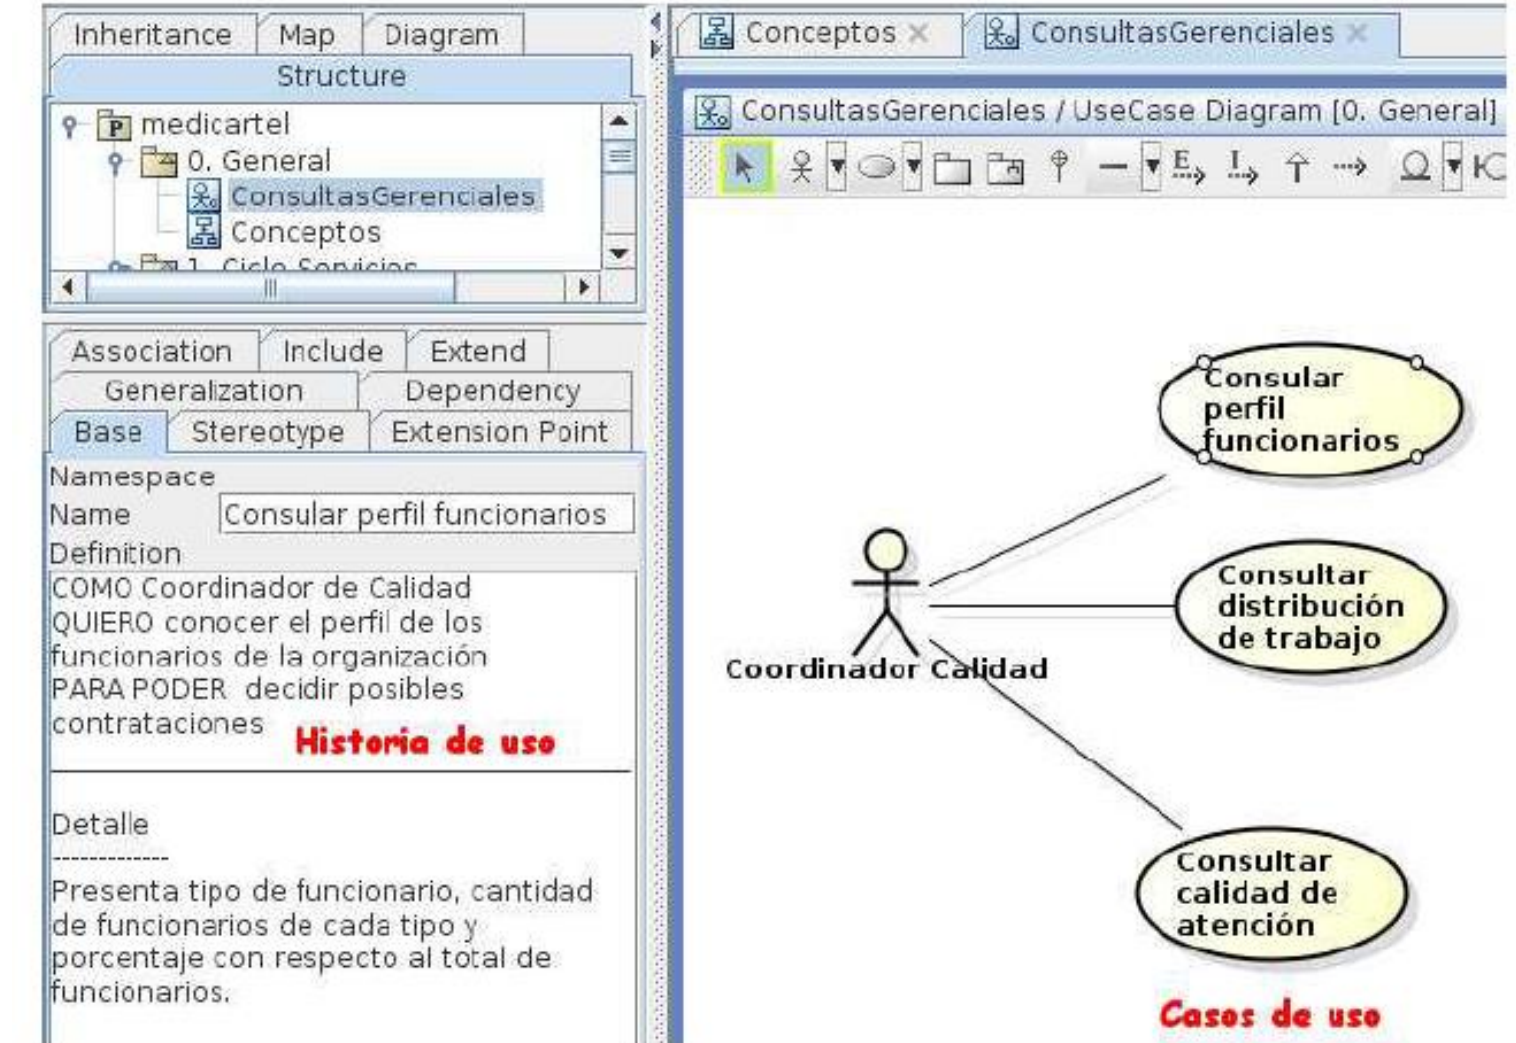 Inheritance Map Diagram
Structure
medicartel
0. General
ConsultasGerenciales
Conceptos
1. Ciclo Servicios
Association Include Extend
Generalization Dependency
Base Stereotype Extension Point
Namespace
Name Consular perfil funcionarios
Definition
COMO Coordinador de Calidad
QUIERO conocer el perfil de los
funcionarios de la organización
PARA PODER decidir posibles
contrataciones
Historia de uso
Detalle
-------------
Presenta tipo de funcionario, cantidad
de funcionarios de cada tipo y
porcentaje con respecto al total de
funcionarios.
Conceptos ConsultasGerenciales
ConsultasGerenciales / UseCase Diagram [0. General]
Consular
perfil
funcionarios
Consultar
distribución
de trabajo
Coordinador Calidad
Consultar
calidad de
atención
Casos de uso